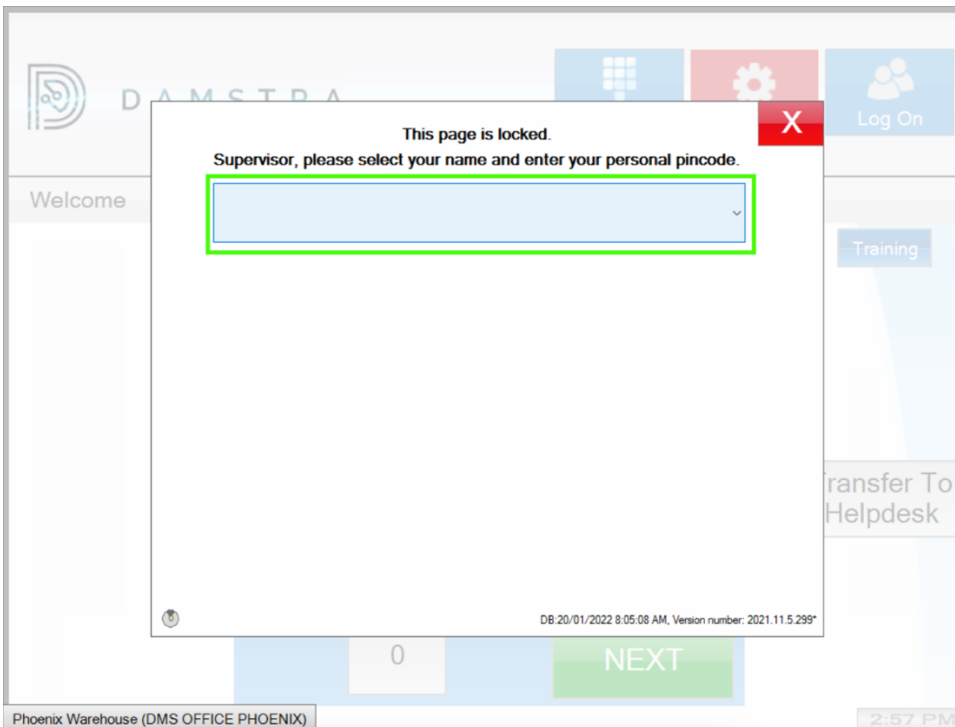 DAMSTRA
Log On
X
This page is locked.
Supervisor, please select your name and enter your personal pincode.
Welcome
Training
Transfer To
Helpdesk
DB:20/01/2022 8:05:08 AM, Version number: 2021.11.5.299*
0
NEXT
Phoenix Warehouse (DMS OFFICE PHOENIX)
2:57 PM